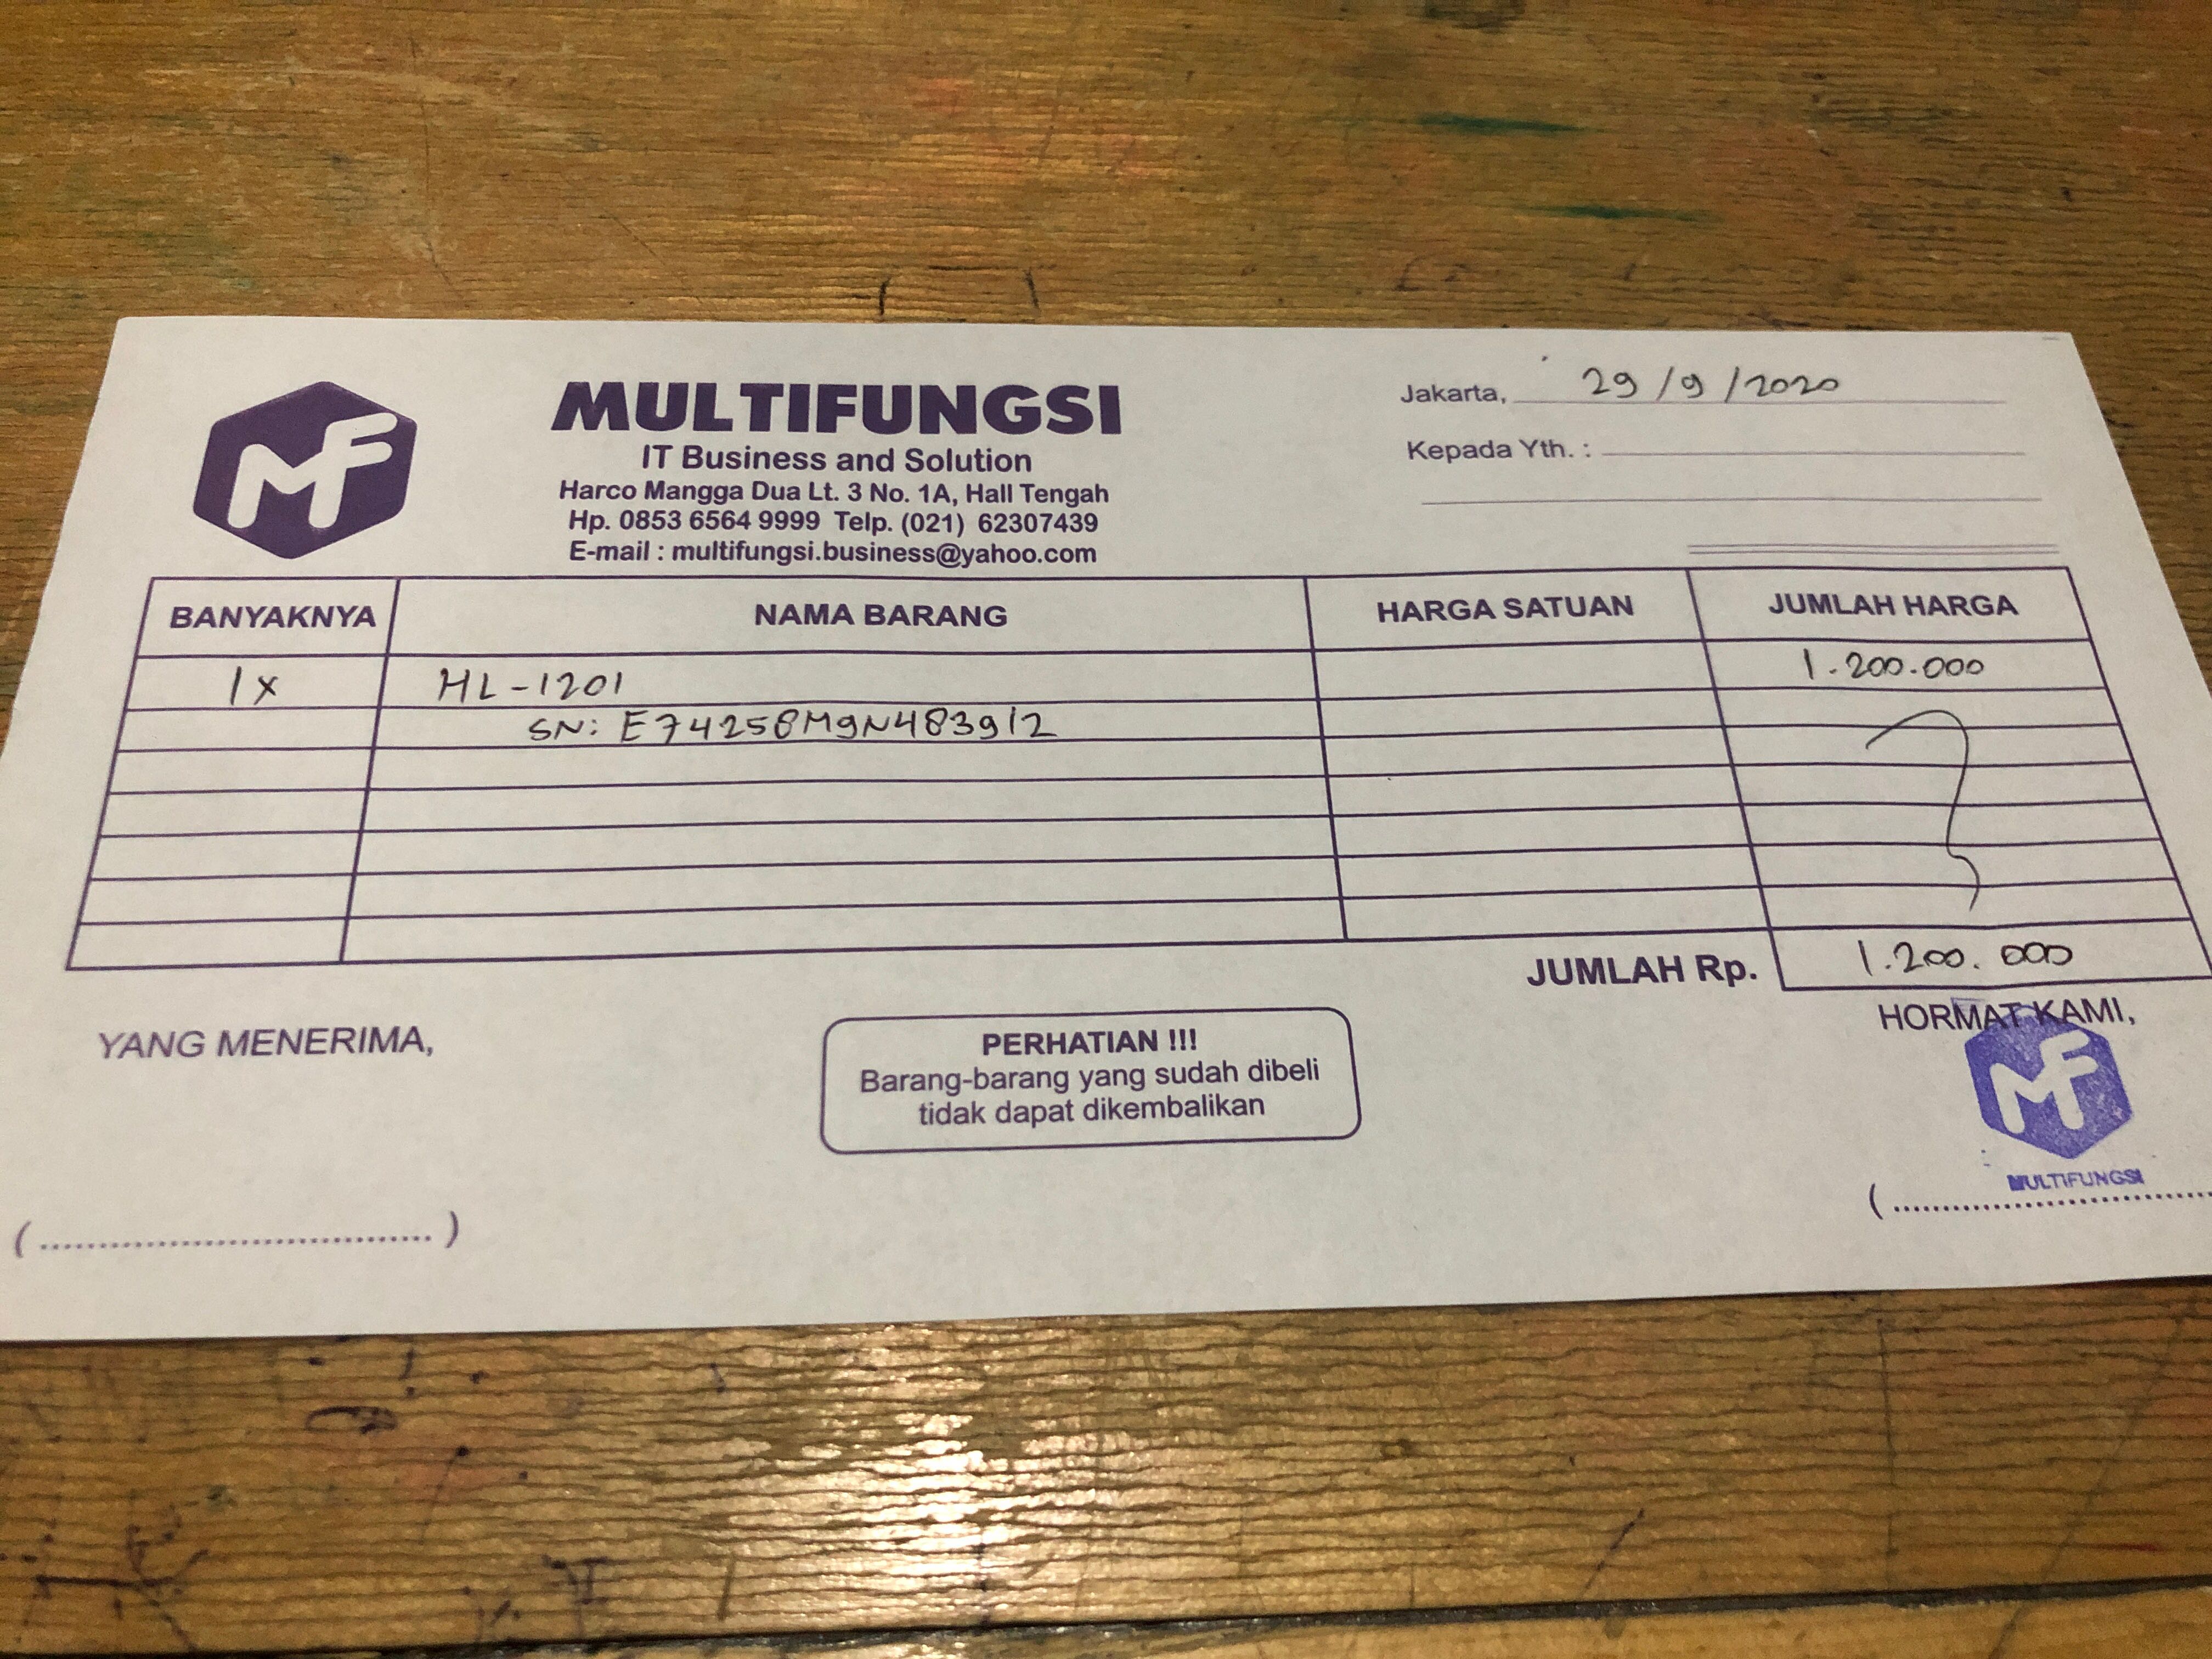 MF
MULTIFUNGSI
IT Business and Solution
Harco Mangga Dua Lt. 3 No. 1A, Hall Tengah
Hp. 0853 6564 9999 Telp. (021) 62307439
E-mail : multifungsi.business@yahoo.com
Jakarta, 29/9/2020
Kepada Yth. :
BANYAKNYA NAMA BARANG HARGA SATUAN JUMLAH HARGA
1x HL-1201 1.200.000
SN: E74258M9N483912
JUMLAH Rp. 1.200.000
YANG MENERIMA,
PERHATIAN !!!
Barang-barang yang sudah dibeli
tidak dapat dikembalikan
HORMAT KAMI,
MF
MULTIFUNGSI